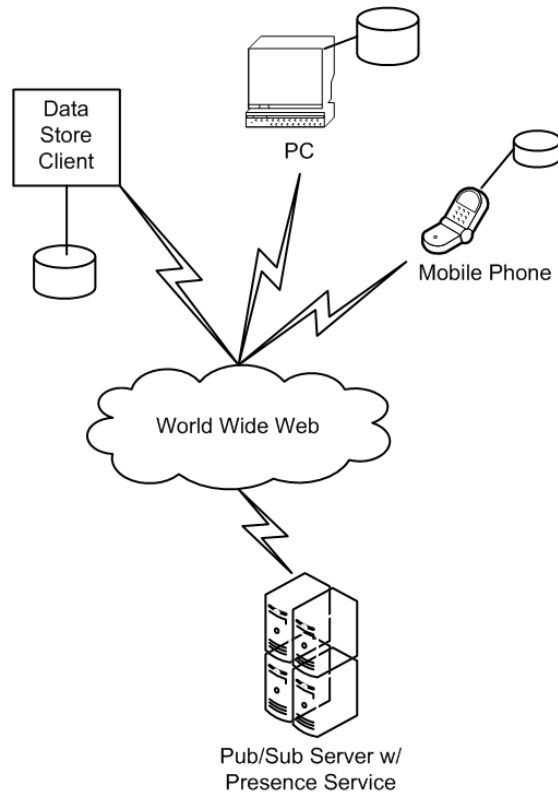 Data
Store
Client
PC
Mobile Phone
World Wide Web
Pub/Sub Server w/
Presence Service